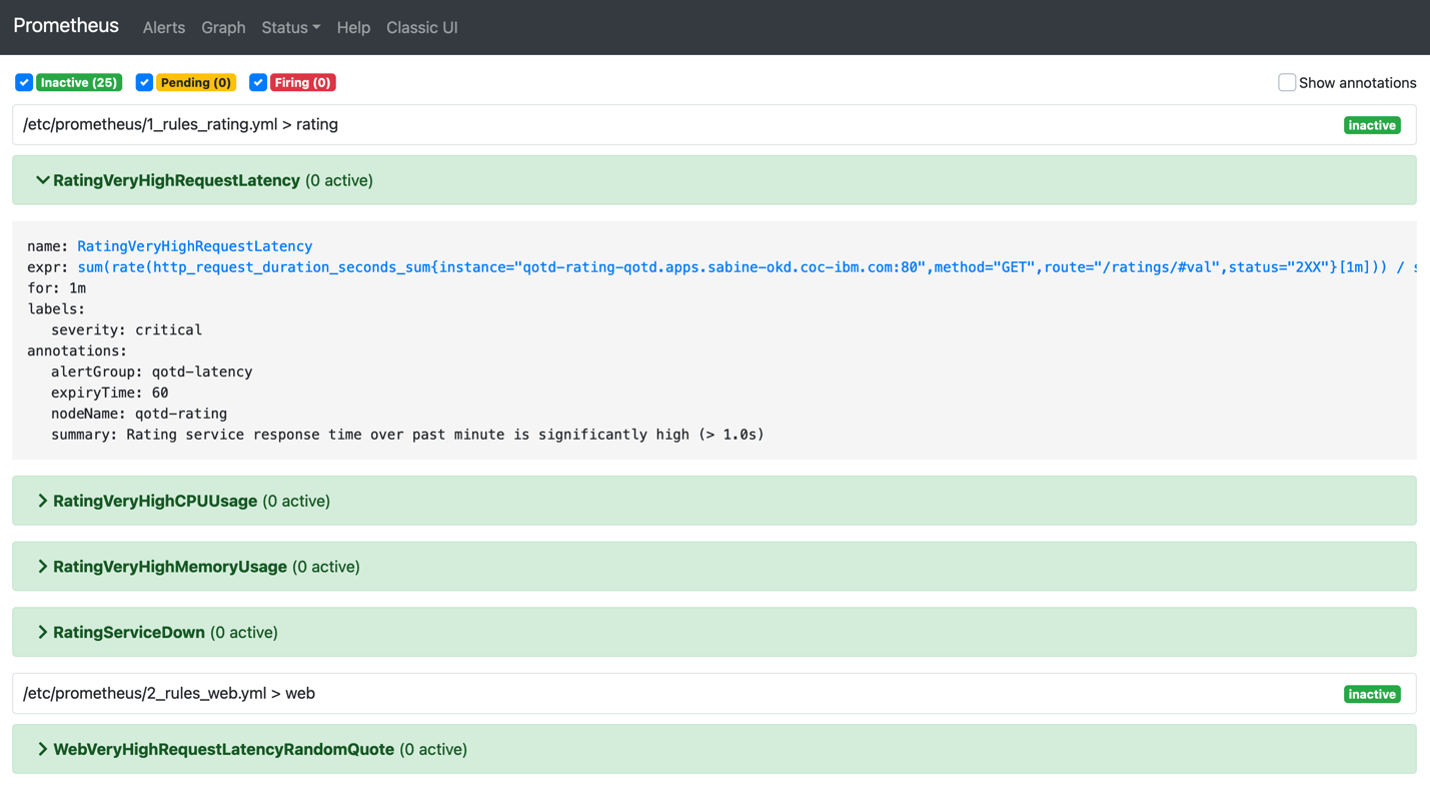 Prometheus Alerts Graph Status Help Classic UI
Inactive (25) Pending (0) Firing (0) Show annotations
/etc/prometheus/1_rules_rating.yml > rating inactive
RatingVeryHighRequestLatency (0 active)
name: RatingVeryHighRequestLatency
expr: sum(rate(http_request_duration_seconds_sum{instance="qotd-rating-qotd.apps.sabine-okd.coc-ibm.com:80",method="GET",route="/ratings/#val",status="2XX"}[1m])) /
for: 1m
labels:
severity: critical
annotations:
alertGroup: qotd-latency
expiryTime: 60
nodeName: qotd-rating
summary: Rating service response time over past minute is significantly high (> 1.0s)
RatingVeryHighCPUUsage (0 active)
RatingVeryHighMemoryUsage (0 active)
RatingServiceDown (0 active)
/etc/prometheus/2_rules_web.yml > web inactive
WebVeryHighRequestLatencyRandomQuote (0 active)